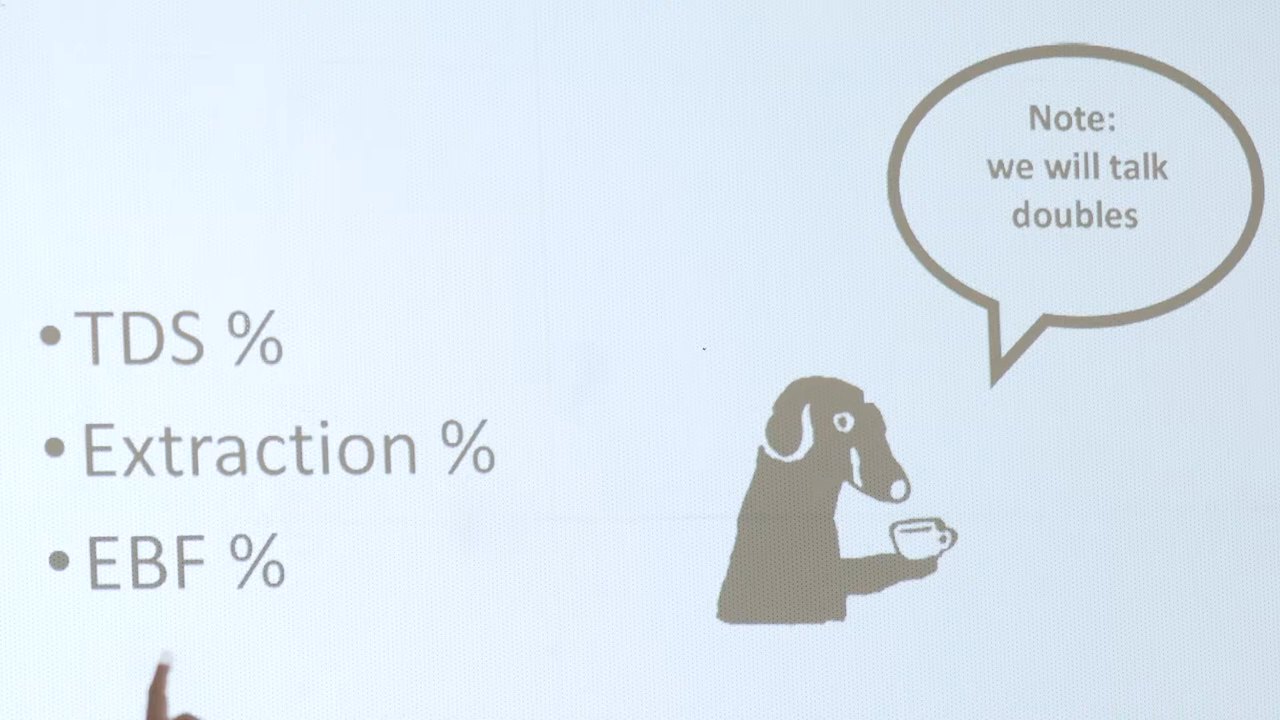 Note:
we will talk
doubles
• TDS %
• Extraction %
• EBF %